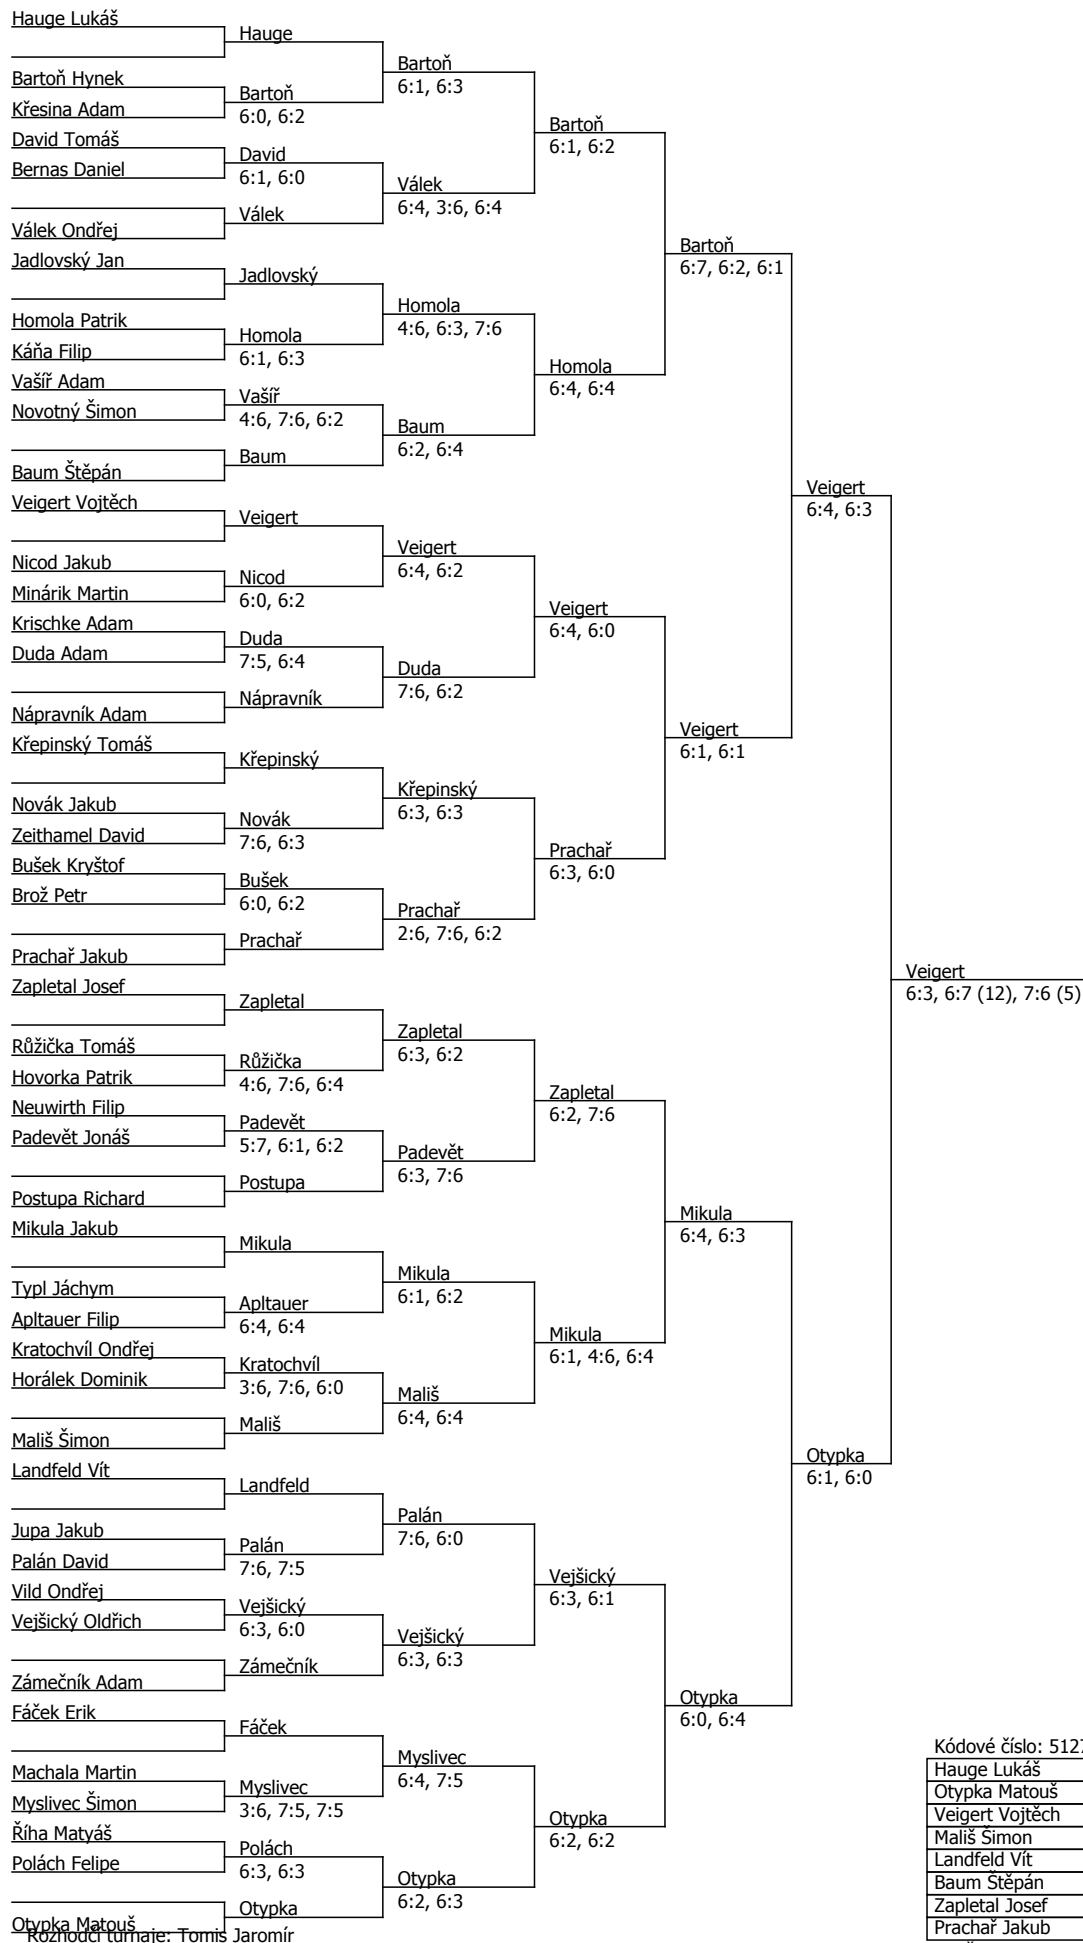 Hauge Lukáš
Hauge
Bartoň
6:1, 6:3
Bartoň Hynek
Bartoň
Křesina Adam
6:0, 6:2
Bartoň
6:1, 6:2
David Tomáš
David
Bernas Daniel
6:1, 6:0
Válek
6:4, 3:6, 6:4
Válek
Válek Ondřej
Bartoň
6:7, 6:2, 6:1
Jadlovský Jan
Jadlovský
Homola
4:6, 6:3, 7:6
Homola Patrik
Homola
Káňa Filip
6:1, 6:3
Homola
6:4, 6:4
Vašíř Adam
Vašíř
Novotný Šimon
4:6, 7:6, 6:2
Baum
6:2, 6:4
Baum
Baum Štěpán
Veigert
6:4, 6:3
Veigert Vojtěch
Veigert
Veigert
6:4, 6:2
Nicod Jakub
Nicod
Minárik Martin
6:0, 6:2
Veigert
6:4, 6:0
Krischke Adam
Duda
Duda Adam
7:5, 6:4
Duda
7:6, 6:2
Nápravník
Nápravník Adam
Veigert
6:1, 6:1
Křepinský Tomáš
Křepinský
Křepinský
6:3, 6:3
Novák Jakub
Novák
Zeithamel David
7:6, 6:3
Prachař
6:3, 6:0
Bušek Kryštof
Bušek
Brož Petr
6:0, 6:2
Prachař
2:6, 7:6, 6:2
Prachař
Prachař Jakub
Veigert
6:3, 6:7 (12), 7:6 (5)
Zapletal Josef
Zapletal
Zapletal
6:3, 6:2
Růžička Tomáš
Růžička
Hovorka Patrik
4:6, 7:6, 6:4
Zapletal
6:2, 7:6
Neuwirth Filip
Padevět
Padevět Jonáš
5:7, 6:1, 6:2
Padevět
6:3, 7:6
Postupa
Postupa Richard
Mikula
6:4, 6:3
Mikula Jakub
Mikula
Mikula
6:1, 6:2
Typl Jáchym
Apltauer
Apltauer Filip
6:4, 6:4
Mikula
6:1, 4:6, 6:4
Kratochvíl Ondřej
Kratochvíl
Horálek Dominik
3:6, 7:6, 6:0
Mališ
6:4, 6:4
Mališ
Mališ Šimon
Otypka
6:1, 6:0
Landfeld Vít
Landfeld
Palán
7:6, 6:0
Jupa Jakub
Palán
Palán David
7:6, 7:5
Vejšický
6:3, 6:1
Vild Ondřej
Vejšický
Vejšický Oldřich
6:3, 6:0
Vejšický
6:3, 6:3
Zámečník
Zámečník Adam
Otypka
6:0, 6:4
Fáček Erik
Fáček
Myslivec
6:4, 7:5
Machala Martin
Myslivec
Myslivec Šimon
3:6, 7:5, 7:5
Otypka
6:2, 6:2
Říha Matyáš
Polách
Polách Felipe
6:3, 6:3
Otypka
6:2, 6:3
Otypka
Otypka Matouš
Rozhodčí turnaje: Tomis Jaromír
Kódové číslo: 5127
Hauge Lukáš
Otypka Matouš
Veigert Vojtěch
Mališ Šimon
Landfeld Vít
Baum Štěpán
Zapletal Josef
Prachař Jakub